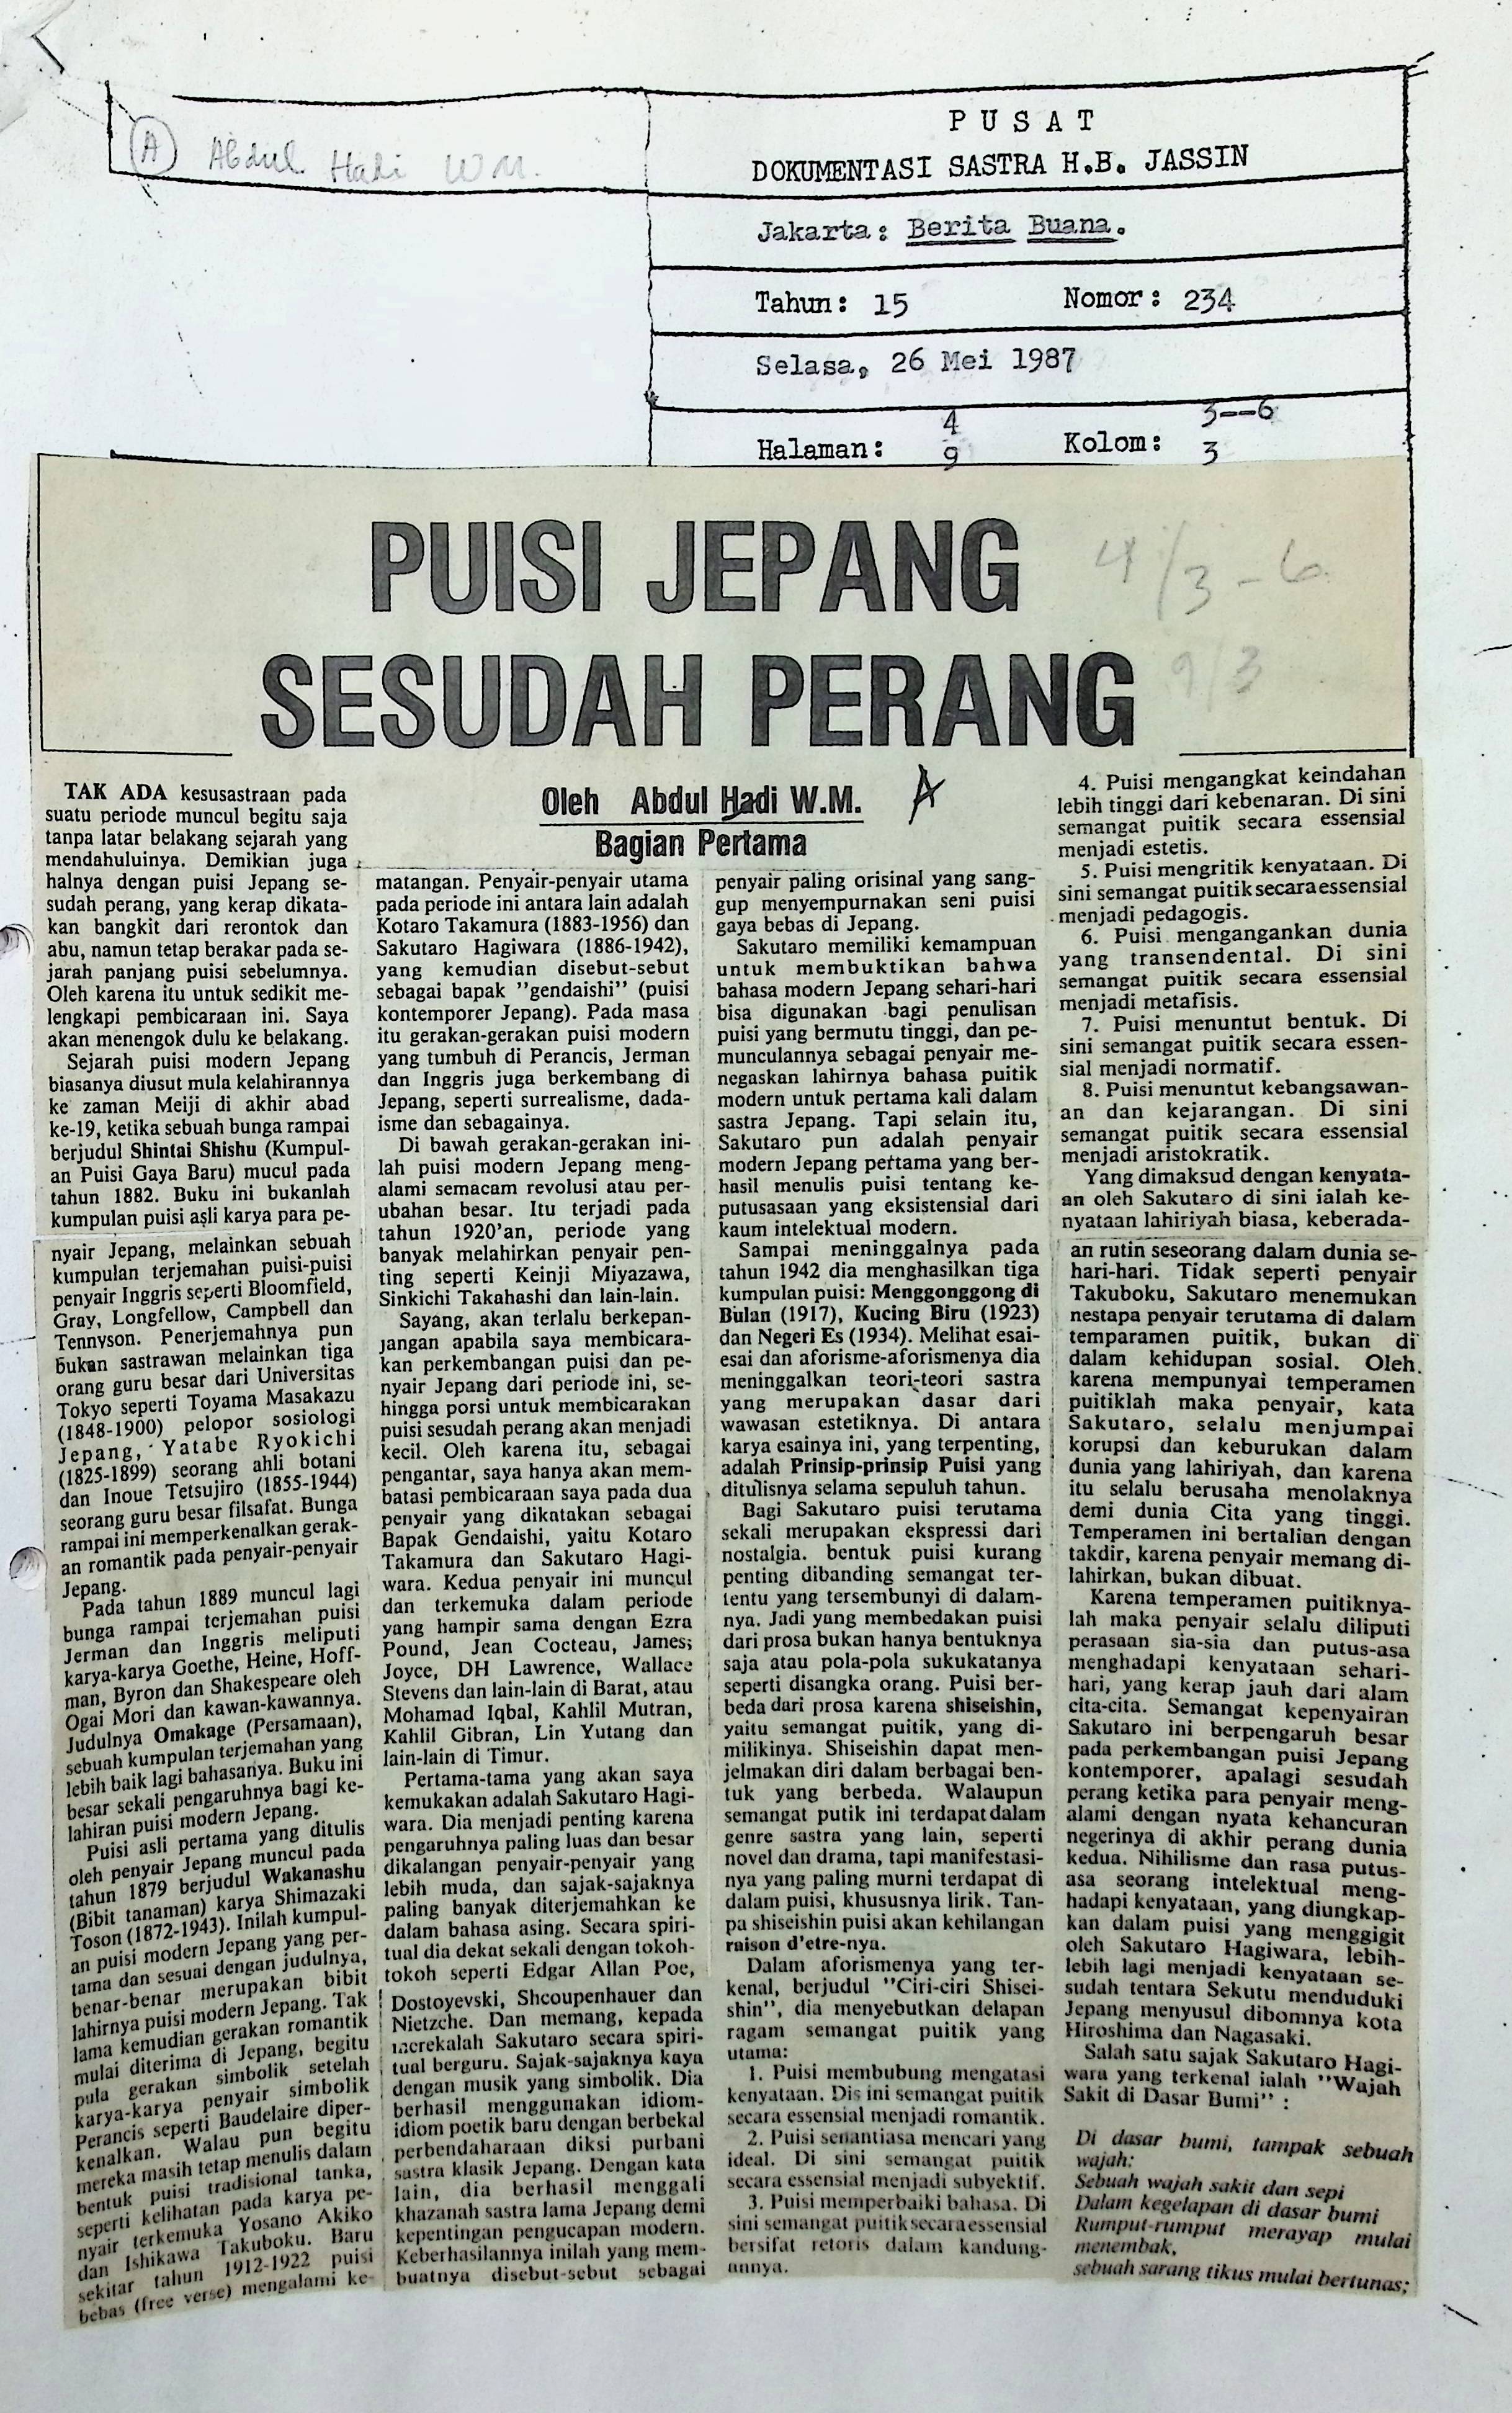 (A) Abdul Hadi WM.
PUSAT
DOKUMENTASI SASTRA H.B. JASSIN
Jakarta: Berita Buana.
Tahun: 15 Nomor: 234
Selasa, 26 Mei 1987
Halaman: 4 Kolom: 3--6
9 3
PUISI JEPANG
SESUDAH PERANG
4/3-6
9/3
Oleh Abdul Hadi W.M.
A
Bagian Pertama
TAK ADA kesusastraan pada
suatu periode muncul begitu saja
tanpa latar belakang sejarah yang
mendahuluinya. Demikian juga
halnya dengan puisi Jepang se-
sudah perang, yang kerap dikata-
kan bangkit dari rerontok dan
abu, namun tetap berakar pada se-
jarah panjang puisi sebelumnya.
Oleh karena itu untuk sedikit me-
lengkapi pembicaraan ini. Saya
akan menengok dulu ke belakang.
Sejarah puisi modern Jepang
biasanya diusut mula kelahirannya
ke zaman Meiji di akhir abad
ke-19, ketika sebuah bunga rampai
berjudul Shintai Shishu (Kumpul-
an Puisi Gaya Baru) mucul pada
tahun 1882. Buku ini bukanlah
kumpulan puisi asli karya para pe-
nyair Jepang, melainkan sebuah
kumpulan terjemahan puisi-puisi
penyair Inggris seperti Bloomfield,
Gray, Longfellow, Campbell dan
Tennyson. Penerjemahnya pun
bukan sastrawan melainkan tiga
orang guru besar dari Universitas
Tokyo seperti Toyama Masakazu
(1848-1900) pelopor sosiologi
Jepang, Yatabe Ryokichi
(1825-1899) seorang ahli botani
dan Inoue Tetsujiro (1855-1944)
seorang guru besar filsafat. Bunga
rampai ini memperkenalkan gerak-
an romantik pada penyair-penyair
Jepang.
Pada tahun 1889 muncul lagi
bunga rampai terjemahan puisi
Jerman dan Inggris meliputi
karya-karya Goethe, Heine, Hoff-
man, Byron dan Shakespeare oleh
Ogai Mori dan kawan-kawannya.
Judulnya Omakage (Persamaan),
sebuah kumpulan terjemahan yang
lebih baik lagi bahasanya. Buku ini
besar sekali pengaruhnya bagi ke-
lahiran puisi modern Jepang.
Puisi asli pertama yang ditulis
oleh penyair Jepang muncul pada
tahun 1879 berjudul Wakanashu
(Bibit tanaman) karya Shimazaki
Toson (1872-1943). Inilah kumpul-
an puisi modern Jepang yang per-
tama dan sesuai dengan judulnya,
benar-benar merupakan bibit
lahirnya puisi modern Jepang. Tak
lama kemudian gerakan romantik
mulai diterima di Jepang, begitu
pula gerakan simbolik setelah
karya-karya penyair simbolik
Perancis seperti Baudelaire diper-
kenalkan. Walau pun begitu
mereka masih tetap menulis dalam
bentuk puisi tradisional tanka,
seperti kelihatan pada karya pe-
nyair terkemuka Yosano Akiko
dan Ishikawa Takuboku. Baru
sekitar tahun 1912-1922 puisi
bebas (free verse) mengalami ke-
matangan. Penyair-penyair utama
pada periode ini antara lain adalah
Kotaro Takamura (1883-1956) dan
Sakutaro Hagiwara (1886-1942),
yang kemudian disebut-sebut
sebagai bapak "gendaishi" (puisi
kontemporer Jepang). Pada masa
itu gerakan-gerakan puisi modern
yang tumbuh di Perancis, Jerman
dan Inggris juga berkembang di
Jepang, seperti surrealisme, dada-
isme dan sebagainya.
Di bawah gerakan-gerakan ini-
lah puisi modern Jepang meng-
alami semacam revolusi atau per-
ubahan besar. Itu terjadi pada
tahun 1920'an, periode yang
banyak melahirkan penyair pen-
ting seperti Keinji Miyazawa,
Sinkichi Takahashi dan lain-lain.
Sayang, akan terlalu berkepan-
jangan apabila saya membicara-
kan perkembangan puisi dan pe-
nyair Jepang dari periode ini, se-
hingga porsi untuk membicarakan
puisi sesudah perang akan menjadi
kecil. Oleh karena itu, sebagai
pengantar, saya hanya akan mem-
batasi pembicaraan saya pada dua
penyair yang dikatakan sebagai
Bapak Gendaishi, yaitu Kotaro
Takamura dan Sakutaro Hagi-
wara. Kedua penyair ini muncul
dan terkemuka dalam periode
yang hampir sama dengan Ezra
Pound, Jean Cocteau, James;
Joyce, DH Lawrence, Wallace
Stevens dan lain-lain di Barat, atau
Mohamad Iqbal, Kahlil Mutran,
Kahlil Gibran, Lin Yutang dan
lain-lain di Timur.
Pertama-tama yang akan saya
kemukakan adalah Sakutaro Hagi-
wara. Dia menjadi penting karena
pengaruhnya paling luas dan besar
dikalangan penyair-penyair yang
lebih muda, dan sajak-sajaknya
paling banyak diterjemahkan ke
dalam bahasa asing. Secara spiri-
tual dia dekat sekali dengan tokoh-
tokoh seperti Edgar Allan Poe,
Dostoyevski, Shcoupenhauer dan
Nietzche. Dan memang, kepada
merekalah Sakutaro secara spiri-
tual berguru. Sajak-sajaknya kaya
dengan musik yang simbolik. Dia
berhasil menggunakan idiom-
idiom poetik baru dengan berbekal
perbendaharaan diksi purbani
sastra klasik Jepang. Dengan kata
lain, dia berhasil menggali
khazanah sastra lama Jepang demi
kepentingan pengucapan modern.
Keberhasilannya inilah yang mem-
buatnya disebut-sebut sebagai
penyair paling orisinal yang sang-
gup menyempurnakan seni puisi
gaya bebas di Jepang.
Sakutaro memiliki kemampuan
untuk membuktikan bahwa
bahasa modern Jepang sehari-hari
bisa digunakan bagi penulisan
puisi yang bermutu tinggi, dan pe-
munculannya sebagai penyair me-
negaskan lahirnya bahasa puitik
modern untuk pertama kali dalam
sastra Jepang. Tapi selain itu,
Sakutaro pun adalah penyair
modern Jepang pertama yang ber-
hasil menulis puisi tentang ke-
putusasaan yang eksistensial dari
kaum intelektual modern.
Sampai meninggalnya pada
tahun 1942 dia menghasilkan tiga
kumpulan puisi: Menggonggong di
Bulan (1917), Kucing Biru (1923)
dan Negeri Es (1934). Melihat esai-
esai dan aforisme-aforismenya dia
meninggalkan teori-teori sastra
yang merupakan dasar dari
wawasan estetiknya. Di antara
karya esainya ini, yang terpenting,
adalah Prinsip-prinsip Puisi yang
ditulisnya selama sepuluh tahun.
Bagi Sakutaro puisi terutama
sekali merupakan ekspressi dari
nostalgia. bentuk puisi kurang
penting dibanding semangat ter-
tentu yang tersembunyi di dalam-
nya. Jadi yang membedakan puisi
dari prosa bukan hanya bentuknya
saja atau pola-pola sukukatanya
seperti disangka orang. Puisi ber-
beda dari prosa karena shiseishin,
yaitu semangat puitik, yang di-
milikinya. Shiseishin dapat men-
jelmakan diri dalam berbagai ben-
tuk yang berbeda. Walaupun
semangat putik ini terdapat dalam
genre sastra yang lain, seperti
novel dan drama, tapi manifestasi-
nya yang paling murni terdapat di
dalam puisi, khususnya lirik. Tan-
pa shiseishin puisi akan kehilangan
raison d'etre-nya.
Dalam aforismenya yang ter-
kenal, berjudul "Ciri-ciri Shisei-
shin", dia menyebutkan delapan
ragam semangat puitik yang
utama:
1. Puisi membubung mengatasi
kenyataan. Dis ini semangat puitik
secara essensial menjadi romantik.
2. Puisi senantiasa mencari yang
ideal. Di sini semangat puitik
secara essensial menjadi subyektif.
3. Puisi memperbaiki bahasa. Di
sini semangat puitik secara essensial
bersifat retoris dalam kandung-
annya.
4. Puisi mengangkat keindahan
lebih tinggi dari kebenaran. Di sini
semangat puitik secara essensial
menjadi estetis.
5. Puisi mengritik kenyataan. Di
sini semangat puitik secara essensial
menjadi pedagogis.
6. Puisi mengangankan dunia
yang transendental. Di sini
semangat puitik secara essensial
menjadi metafisis.
7. Puisi menuntut bentuk. Di
sini semangat puitik secara essen-
sial menjadi normatif.
8. Puisi menuntut kebangsawan-
an dan kejarangan. Di sini
semangat puitik secara essensial
menjadi aristokratik.
Yang dimaksud dengan kenyata-
an oleh Sakutaro di sini ialah ke-
nyataan lahiriyah biasa, keberada-
an rutin seseorang dalam dunia se-
hari-hari. Tidak seperti penyair
Takuboku, Sakutaro menemukan
nestapa penyair terutama di dalam
temparamen puitik, bukan di
dalam kehidupan sosial. Oleh
karena mempunyai temperamen
puitiklah maka penyair, kata
Sakutaro, selalu menjumpai
korupsi dan keburukan dalam
dunia yang lahiriyah, dan karena
itu selalu berusaha menolaknya
demi dunia Cita yang tinggi.
Temperamen ini bertalian dengan
takdir, karena penyair memang di-
lahirkan, bukan dibuat.
Karena temperamen puitiknya-
lah maka penyair selalu diliputi
perasaan sia-sia dan putus-asa
menghadapi kenyataan sehari-
hari, yang kerap jauh dari alam
cita-cita. Semangat kepenyairan
Sakutaro ini berpengaruh besar
pada perkembangan puisi Jepang
kontemporer, apalagi sesudah
perang ketika para penyair meng-
alami dengan nyata kehancuran
negerinya di akhir perang dunia
kedua. Nihilisme dan rasa putus-
asa seorang intelektual meng-
hadapi kenyataan, yang diungkap-
kan dalam puisi yang menggigit
oleh Sakutaro Hagiwara, lebih-
lebih lagi menjadi kenyataan se-
sudah tentara Sekutu menduduki
Jepang menyusul dibomnya kota
Hiroshima dan Nagasaki.
Salah satu sajak Sakutaro Hagi-
wara yang terkenal ialah "Wajah
Sakit di Dasar Bumi" :
Di dasar bumi, tampak sebuah
wajah:
Sebuah wajah sakit dan sepi
Dalam kegelapan di dasar bumi
Rumput-rumput merayap mulai
menembak,
sebuah sarang tikus mulai bertunas;